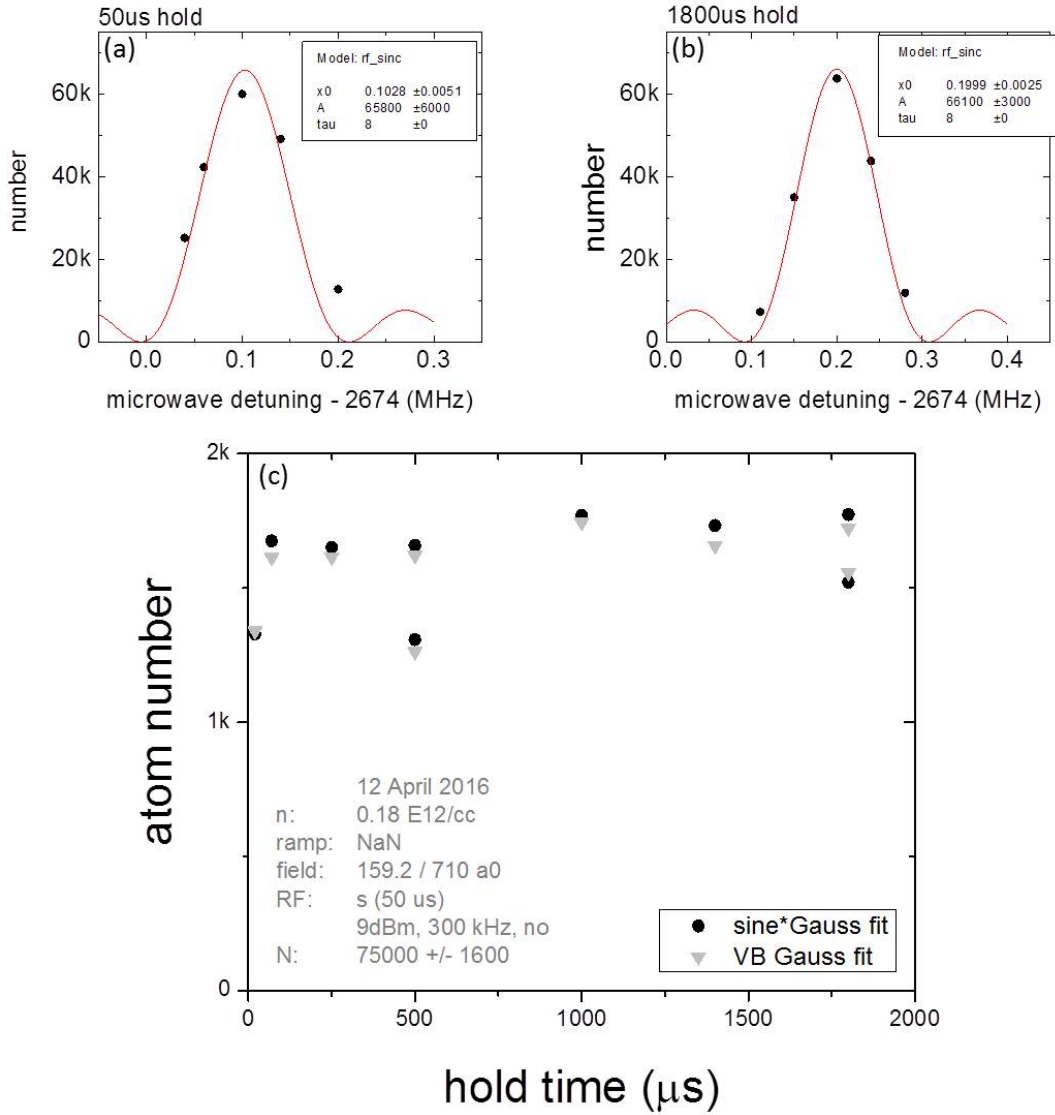 50us hold
(a)
Model: rf_sinc
x0 0.1028 ±0.0051
A 65800 ±6000
tau 8 ±0
60k
40k
20k
0
number
0.0 0.1 0.2 0.3
microwave detuning - 2674 (MHz)
1800us hold
(b)
Model: rf_sinc
x0 0.1999 ±0.0025
A 66100 ±3000
tau 8 ±0
60k
40k
20k
0
number
0.0 0.1 0.2 0.3 0.4
microwave detuning - 2674 (MHz)
(c)
2k
1k
0
atom number
12 April 2016
n: 0.18 E12/cc
ramp: NaN
field: 159.2 / 710 a0
RF: s (50 us)
9dBm, 300 kHz, no
N: 75000 +/- 1600
sine*Gauss fit
VB Gauss fit
0 500 1000 1500 2000
hold time (μs)